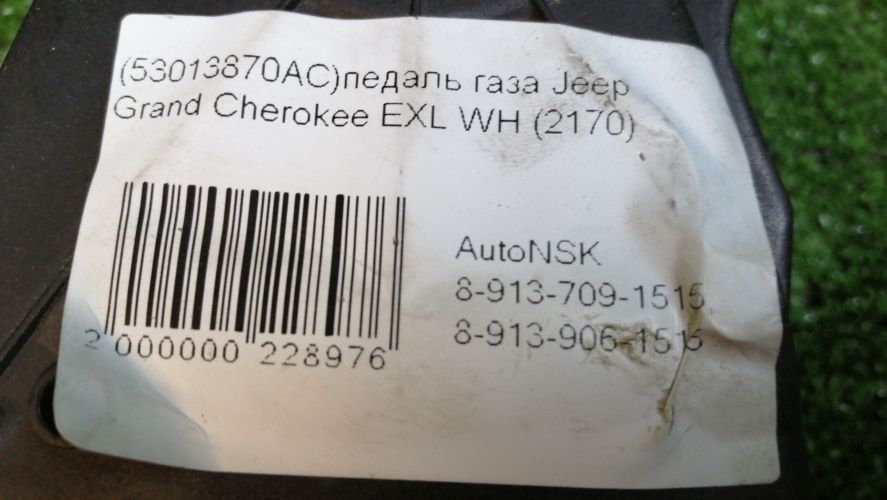 (53013870AC)педаль газа Jeep
Grand Cherokee EXL WH (2170)
AutoNSK
8-913-709-1515
8-913-906-1515
2 000000 228976